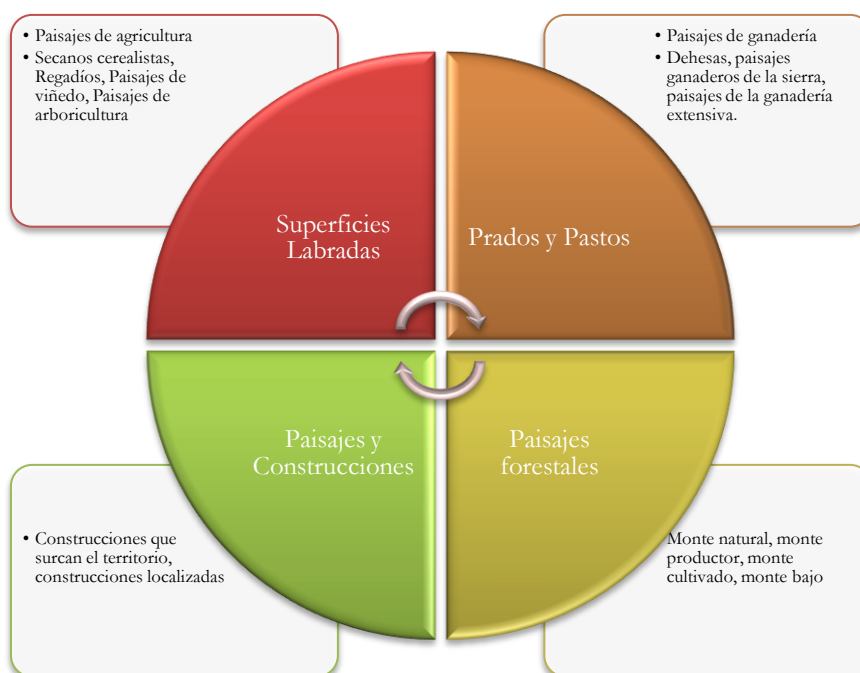 • Paisajes de agricultura
• Secanos cerealistas,
Regadíos, Paisajes de
viñedo, Paisajes de
arboricultura
• Paisajes de ganadería
• Dehesas, paisajes
ganaderos de la sierra,
paisajes de la ganadería
extensiva.
Superficies
Labradas
Prados y Pastos
Paisajes y
Construcciones
Paisajes
forestales
• Construcciones que
surcan el territorio,
construcciones localizadas
Monte natural, monte
productor, monte
cultivado, monte bajo